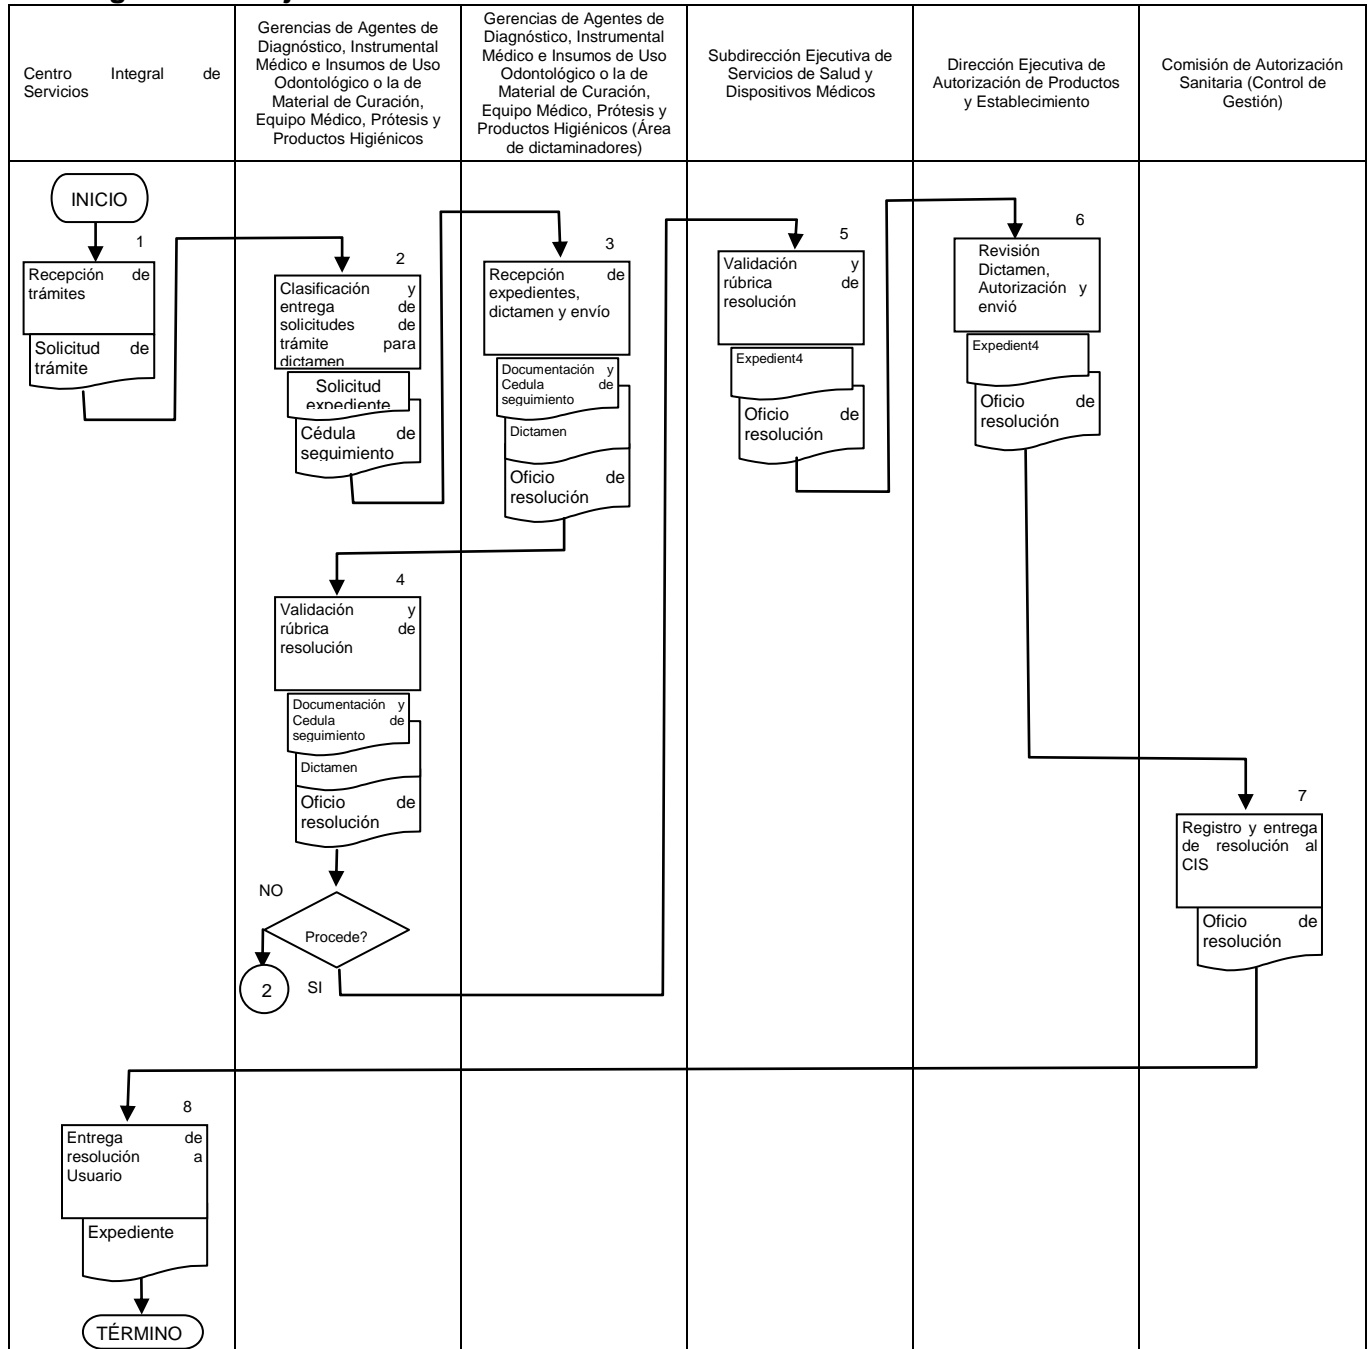 Centro Integral de
Servicios
Gerencias de Agentes de
Diagnóstico, Instrumental
Médico e Insumos de Uso
Odontológico o la de
Material de Curación,
Equipo Médico, Prótesis y
Productos Higiénicos
Gerencias de Agentes de
Diagnóstico, Instrumental
Médico e Insumos de Uso
Odontológico o la de
Material de Curación,
Equipo Médico, Prótesis y
Productos Higiénicos (Área
de dictaminadores)
Subdirección Ejecutiva de
Servicios de Salud y
Dispositivos Médicos
Dirección Ejecutiva de
Autorización de Productos
y Establecimiento
Comisión de Autorización
Sanitaria (Control de
Gestión)
INICIO
1
Recepción de
trámites
Solicitud de
trámite
2
Clasificación y
entrega de
solicitudes de
trámite para
dictamen
Solicitud
expediente
Cédula de
seguimiento
3
Recepción de
expedientes,
dictamen y envío
Documentación y
Cedula de
seguimiento
Dictamen
Oficio de
resolución
4
Validación y
rúbrica de
resolución
Documentación y
Cedula de
seguimiento
Dictamen
Oficio de
resolución
NO
Procede?
2
SI
5
Validación y
rúbrica de
resolución
Expedient4
Oficio de
resolución
6
Revisión
Dictamen,
Autorización y
envió
Expedient4
Oficio de
resolución
7
Registro y entrega
de resolución al
CIS
Oficio de
resolución
8
Entrega de
resolución a
Usuario
Expediente
TÉRMINO